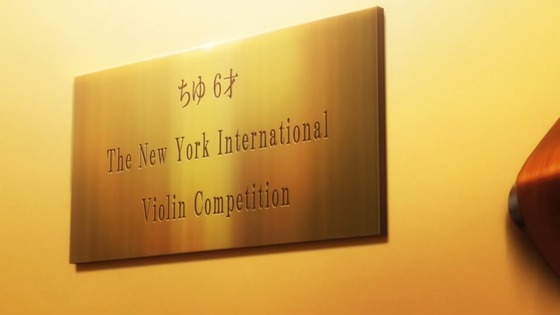 ちゆ 6才
The New York International
Violin Competition